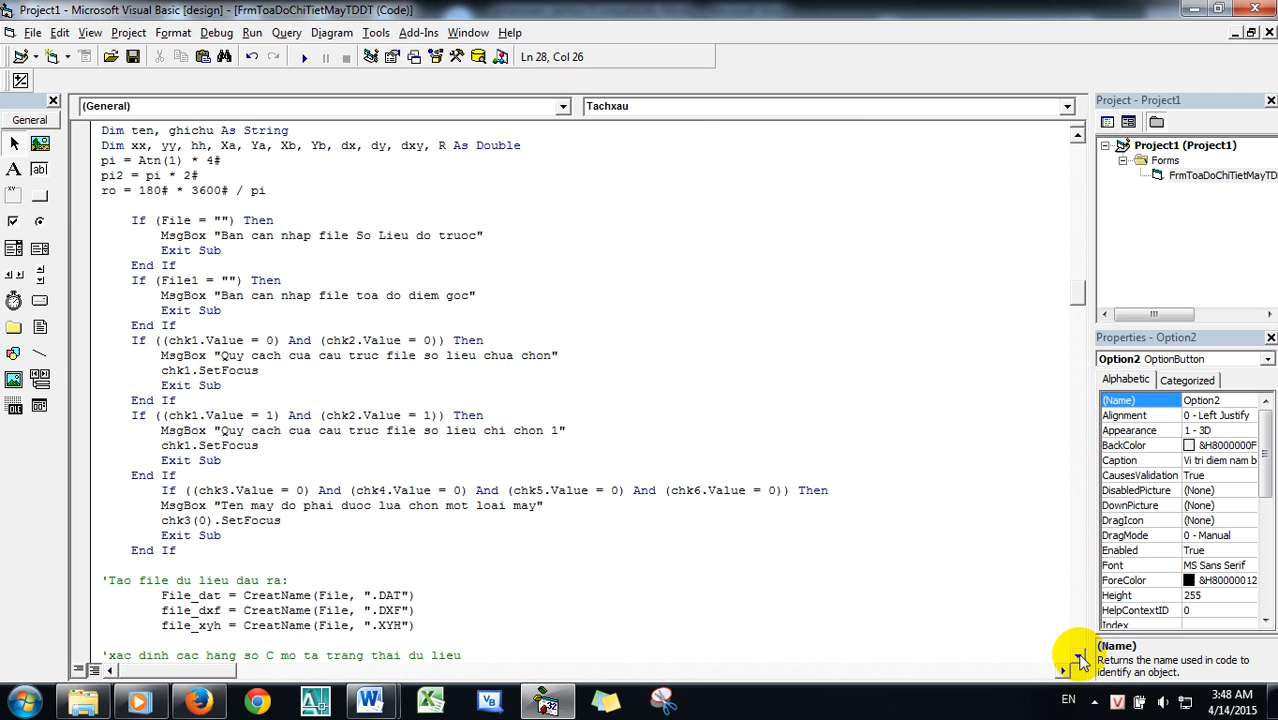 Project1 - Microsoft Visual Basic [design] - [FrmToaDoChiTietMayTDDT (Code)]
File Edit View Project Format Debug Run Query Diagram Tools Add-Ins Window Help
Ln 28, Col 26
General
(General)
Tachxau
Dim ten, ghichu As String
Dim xx, yy, hh, Xa, Ya, Xb, Yb, dx, dy, dxy, R As Double
pi = Atn(1) * 4#
pi2 = pi * 2#
ro = 180# * 3600# / pi
If (File = "") Then
MsgBox "Ban can nhap file So Lieu do truoc"
Exit Sub
End If
If (File1 = "") Then
MsgBox "Ban can nhap file toa do diem goc"
Exit Sub
End If
If ((chk1.Value = 0) And (chk2.Value = 0)) Then
MsgBox "Quy cach cua cau truc file so lieu chua chon"
chk1.SetFocus
Exit Sub
End If
If ((chk1.Value = 1) And (chk2.Value = 1)) Then
MsgBox "Quy cach cua cau truc file so lieu chi chon 1"
chk1.SetFocus
Exit Sub
End If
If ((chk3.Value = 0) And (chk4.Value = 0) And (chk5.Value = 0) And (chk6.Value = 0)) Then
MsgBox "Ten may do phai duoc lua chon mot loai may"
chk3(0).SetFocus
Exit Sub
End If
'Tao file du lieu dau ra:
File_dat = CreatName(File, ".DAT")
file_dxf = CreatName(File, ".DXF")
file_xyh = CreatName(File, ".XYH")
'xac dinh cac hang so C mo ta trang thai du lieu
Project - Project1
Project1 (Project1)
Forms
FrmToaDoChiTietMayTDDT
Properties - Option2
Option2 OptionButton
Alphabetic Categorized
(Name) Option2
Alignment 0 - Left Justify
Appearance 1 - 3D
BackColor &H8000000F
Caption Vi tri diem nam b
CausesValidation True
DisabledPicture (None)
DownPicture (None)
DragIcon (None)
DragMode 0 - Manual
Enabled True
Font MS Sans Serif
ForeColor &H80000012
Height 255
HelpContextID 0
Index
(Name)
Returns the name used in code to
identify an object.
EN
3:48 AM
4/14/2015